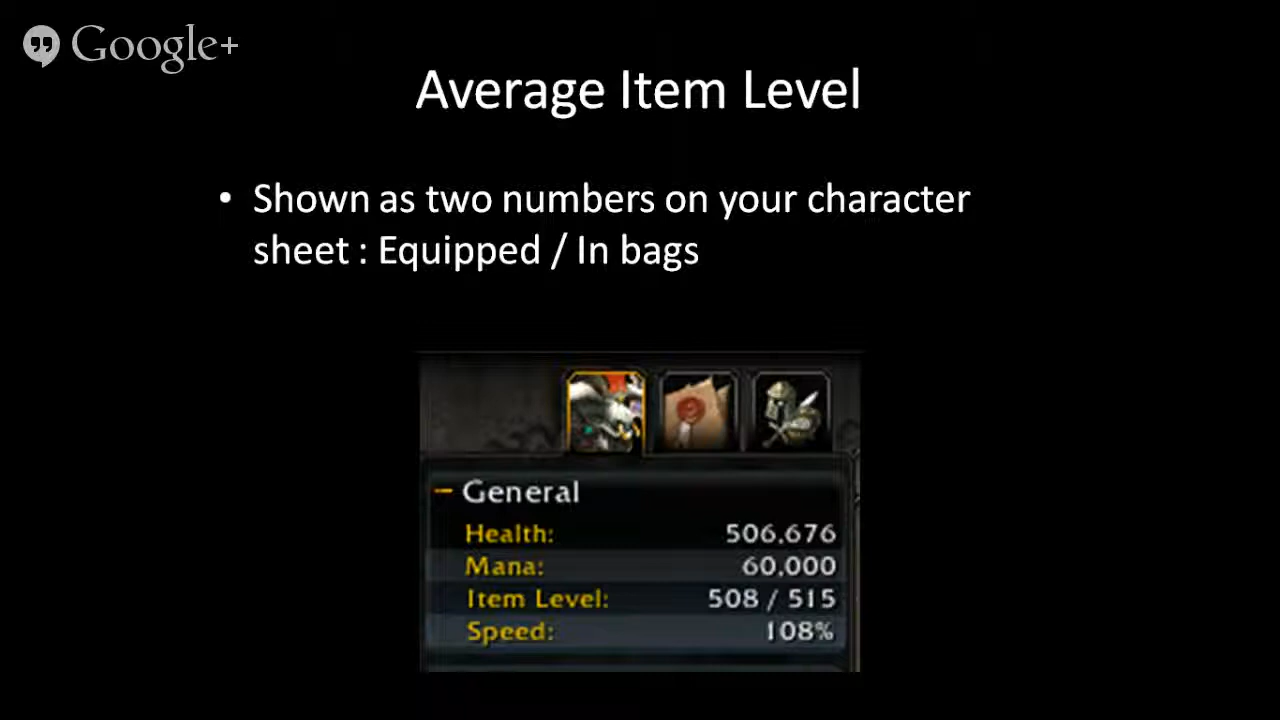 Google+
Average Item Level
• Shown as two numbers on your character
sheet : Equipped / In bags
General
Health: 506,676
Mana: 60,000
Item Level: 508 / 515
Speed: 108%